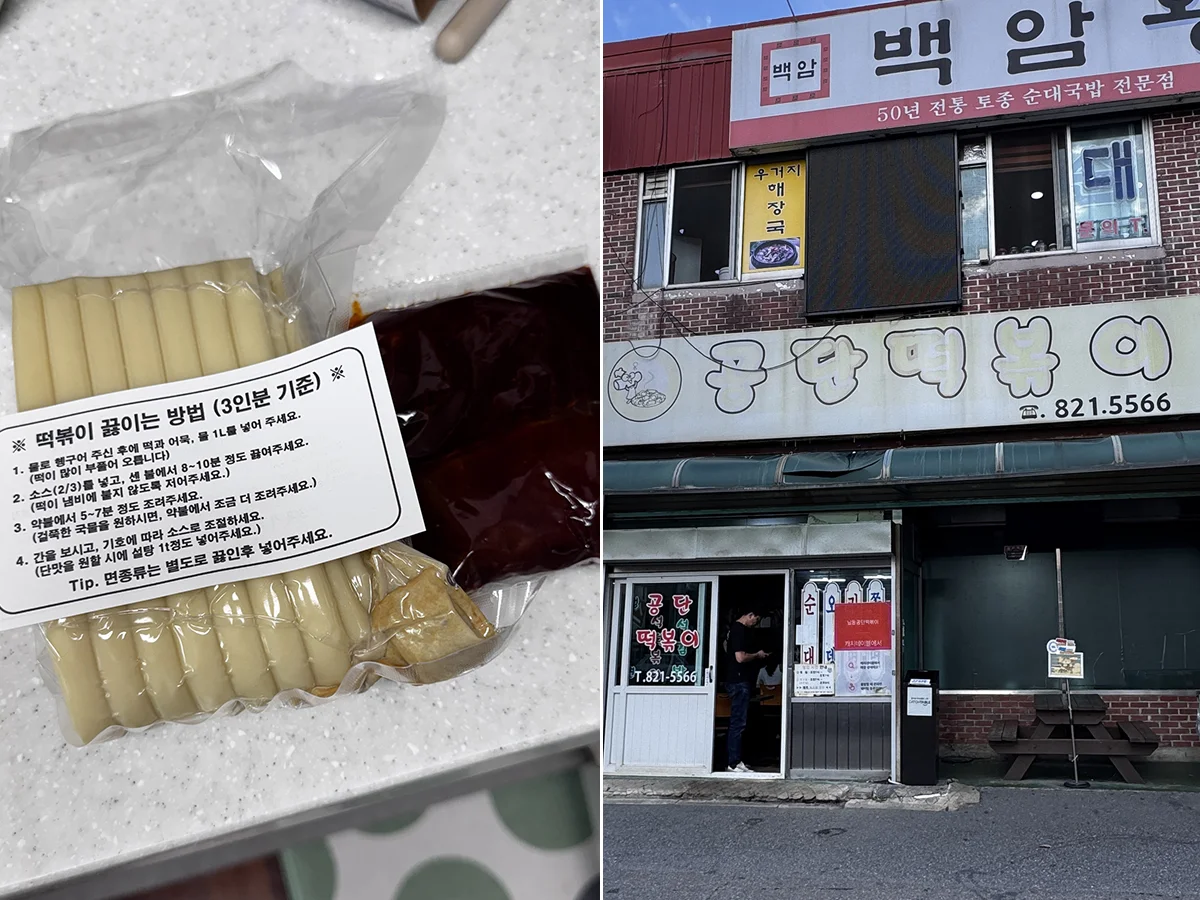 ※ 떡볶이 끓이는 방법 (3인분 기준) ※
1. 물로 헹구어 주신 후에 떡과 어묵, 물 1L를 넣어 주세요.
(떡이 많이 부풀어 오릅니다)
2. 소스(2/3)를 넣고, 센 불에서 8~10분 정도 끓여주세요.
(떡이 냄비에 붙지 않도록 저어주세요.)
3. 약불에서 5~7분 정도 조려주세요.
(걸쭉한 국물을 원하시면, 약불에서 조금 더 조려주세요.)
4. 간을 보시고, 기호에 따라 소스로 조절하세요.
(단맛을 원할 시에 설탕 1t정도 넣어주세요.)
Tip. 면종류는 별도로 끓인후 넣어주세요.
백암
백암
50년 전통 토종 순대국밥 전문점
우거지
해
장
국
대
공단떡볶이
☎. 821.5566
공단
떡볶이
T.821-5566
순
대
오
뎅